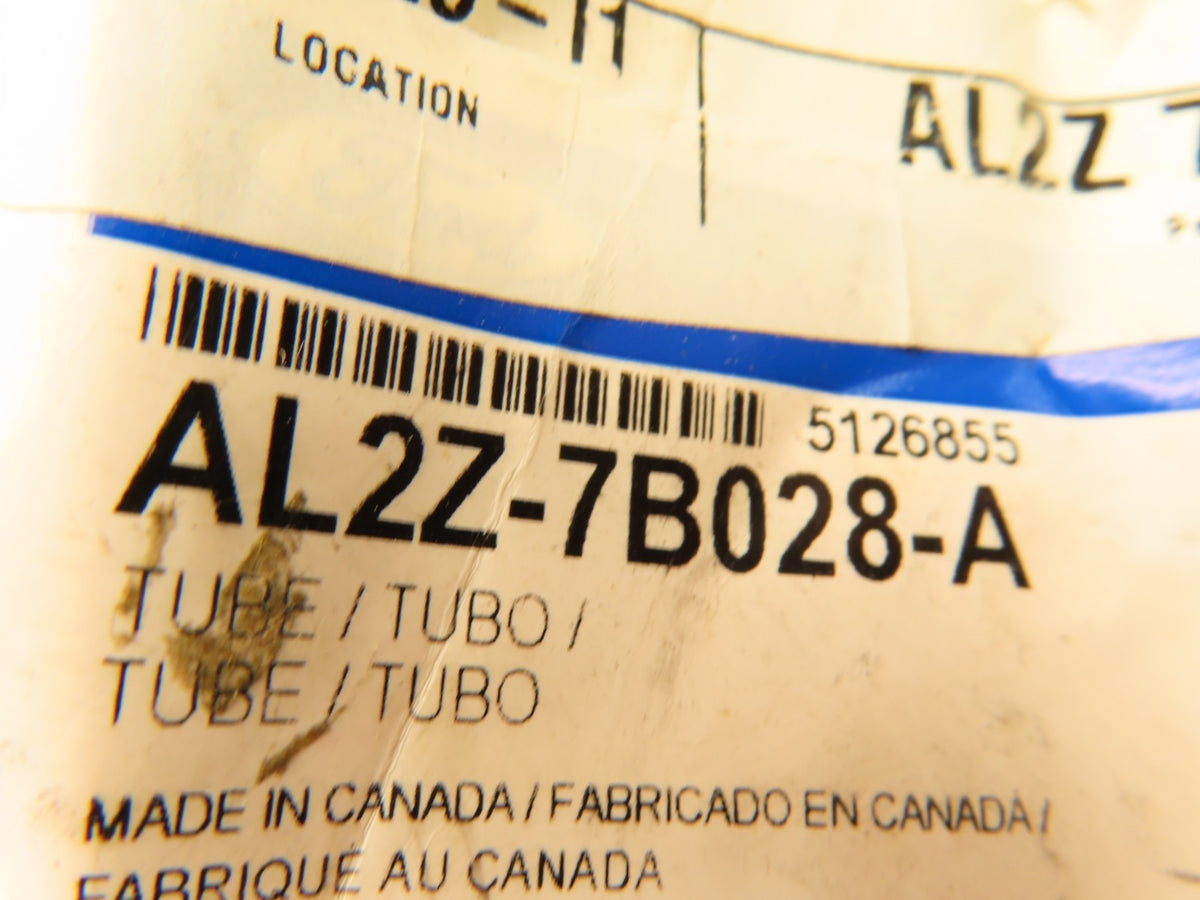 LOCATION
AL2Z
5126855
AL2Z-7B028-A
TUBE / TUBO /
TUBE / TUBO
MADE IN CANADA / FABRICADO EN CANADA /
FABRIQUÉ AU CANADA